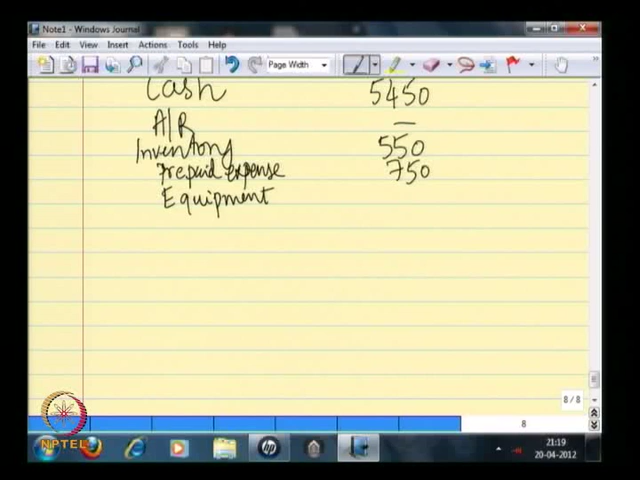 Note1 - Windows Journal
File Edit View Insert Actions Tools Help
Page Width
Cash 5450
A/R —
Inventory 550
Prepaid expense 750
Equipment
8 / 8
8
NPTEL
21:19
20-04-2012